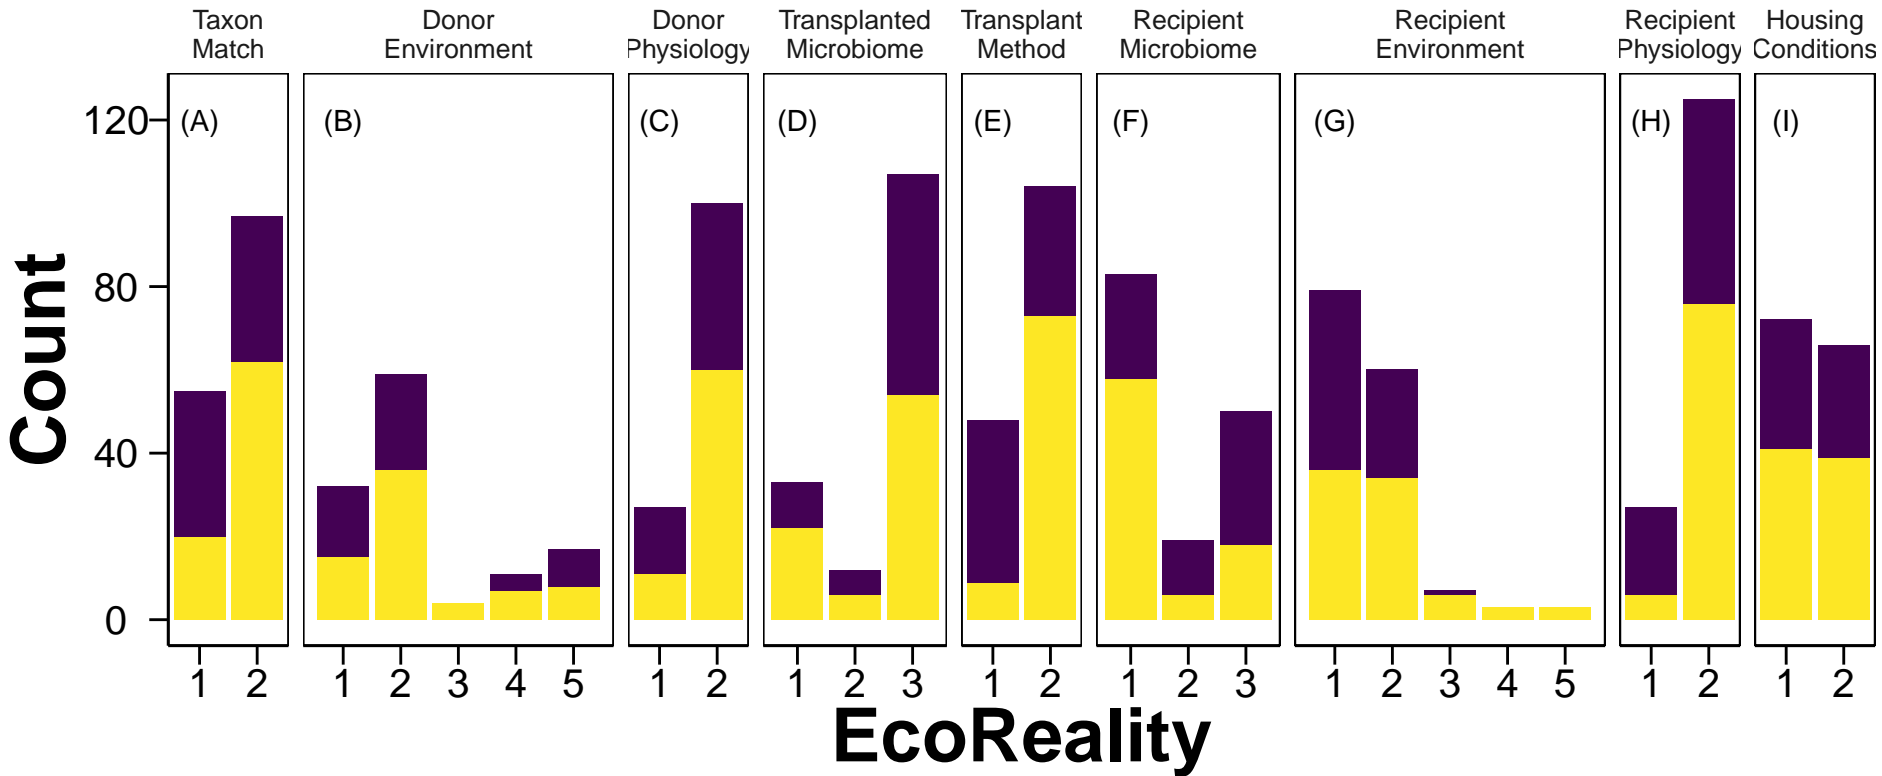 Taxon
Match
Donor
Environment
Donor
Physiology
Transplanted
Microbiome
Transplant
Method
Recipient
Microbiome
Recipient
Environment
Recipient
Physiology
Housing
Conditions
(A)
(B)
(C)
(D)
(E)
(F)
(G)
(H)
(I)
120
80
40
0
Count
1 2
1 2 3 4 5
1 2
1 2 3
1 2
1 2 3
1 2 3 4 5
1 2
1 2
EcoReality